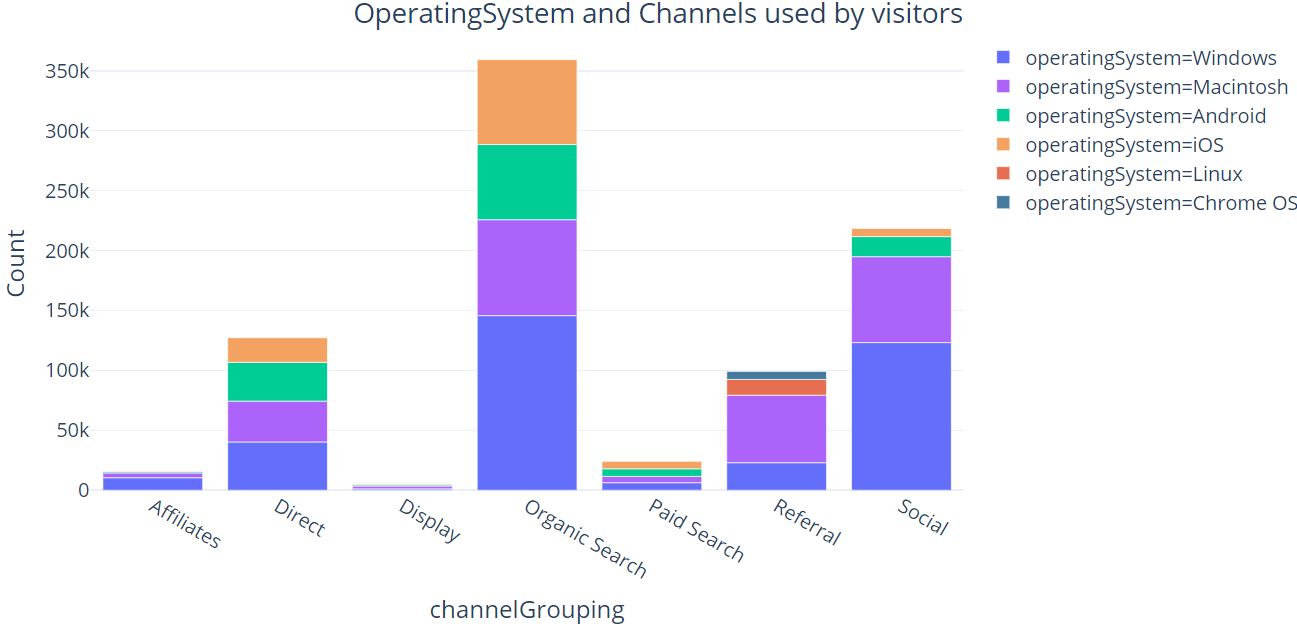 OperatingSystem and Channels used by visitors
350k
300k
250k
200k
150k
100k
50k
0
Count
Affiliates
Direct
Display
Organic Search
Paid Search
Referral
Social
channelGrouping
operatingSystem=Windows
operatingSystem=Macintosh
operatingSystem=Android
operatingSystem=iOS
operatingSystem=Linux
operatingSystem=Chrome OS